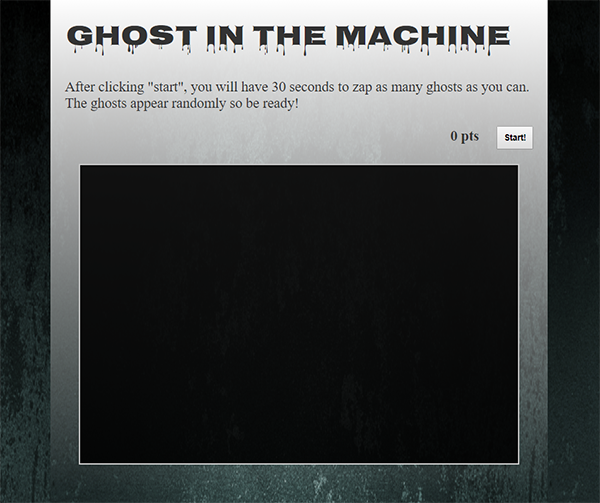 GHOST IN THE MACHINE
After clicking "start", you will have 30 seconds to zap as many ghosts as you can.
The ghosts appear randomly so be ready!
0 pts Start!